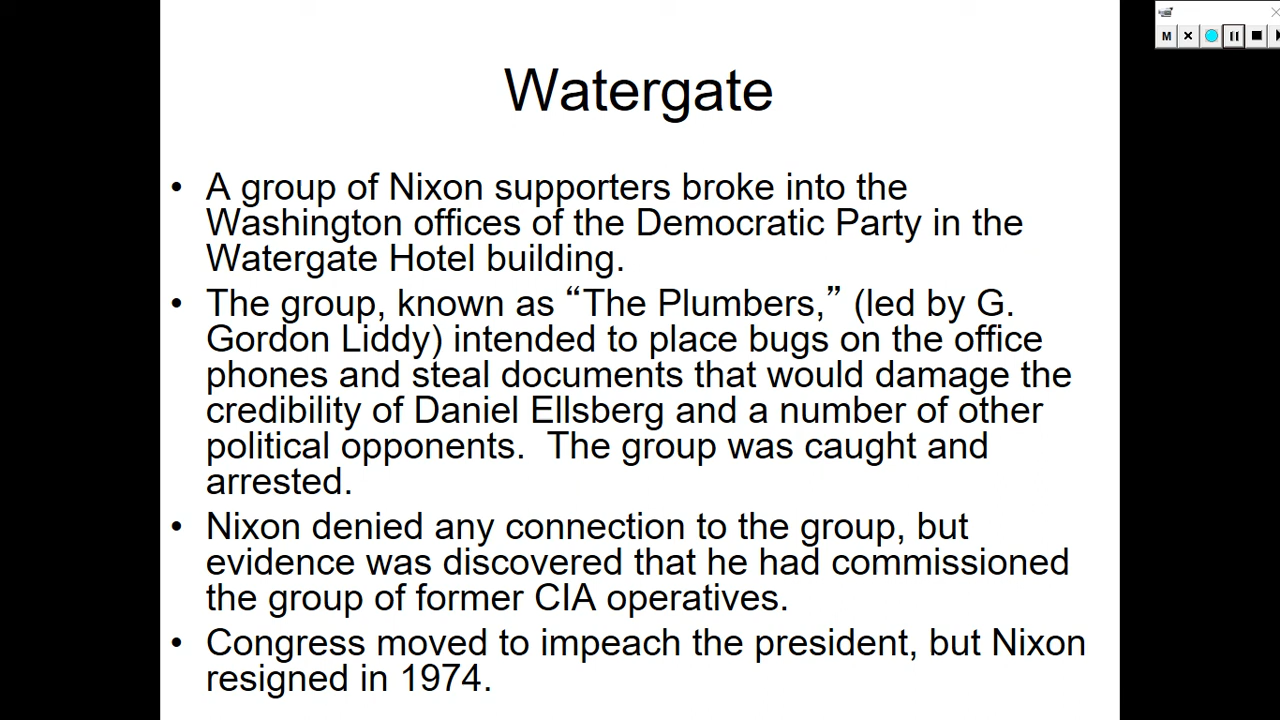 M
Watergate
• A group of Nixon supporters broke into the
Washington offices of the Democratic Party in the
Watergate Hotel building.
• The group, known as “The Plumbers,” (led by G.
Gordon Liddy) intended to place bugs on the office
phones and steal documents that would damage the
credibility of Daniel Ellsberg and a number of other
political opponents.  The group was caught and
arrested.
• Nixon denied any connection to the group, but
evidence was discovered that he had commissioned
the group of former CIA operatives.
• Congress moved to impeach the president, but Nixon
resigned in 1974.